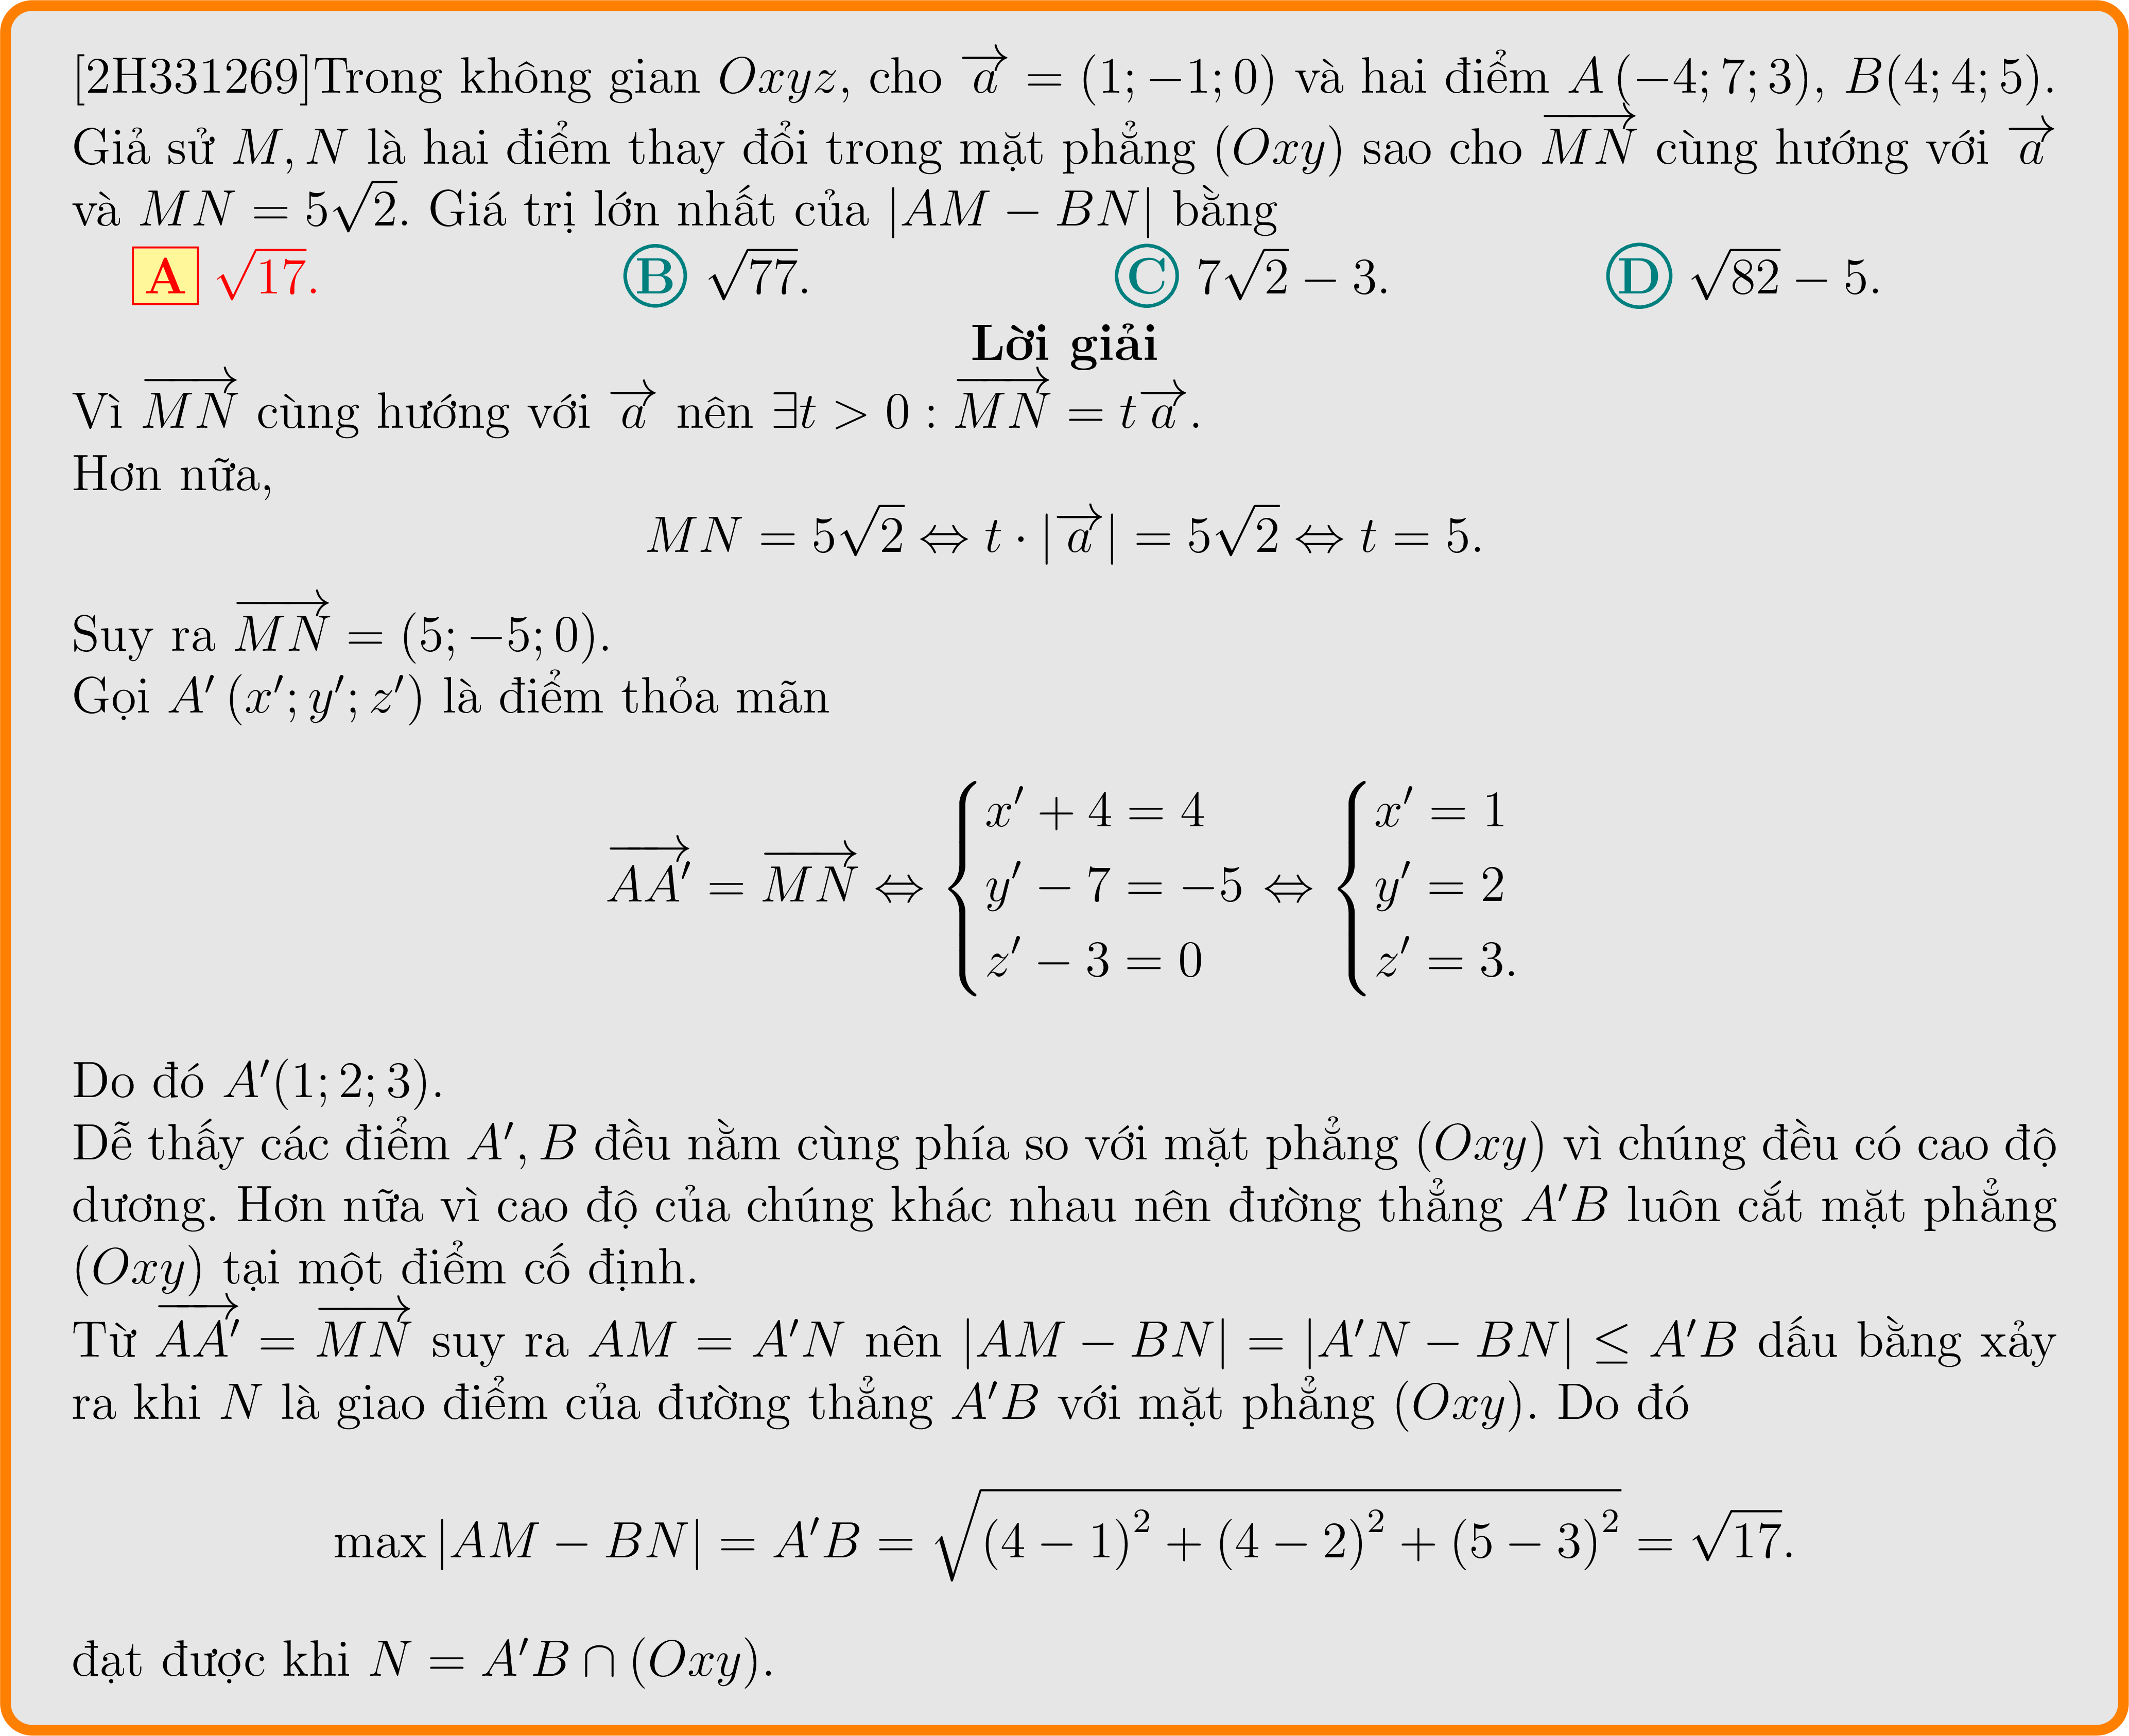 [2H331269]Trong không gian $Oxyz$, cho $\overrightarrow{a} = (1; -1; 0)$ và hai điểm $A\,(-4; 7; 3)$, $B(4; 4; 5)$.
Giả sử $M, N$ là hai điểm thay đổi trong mặt phẳng $(Oxy)$ sao cho $\overrightarrow{MN}$ cùng hướng với $\overrightarrow{a}$
và $MN = 5\sqrt{2}$. Giá trị lớn nhất của $|AM - BN|$ bằng
A $\sqrt{17}$. B $\sqrt{77}$. C $7\sqrt{2} - 3$. D $\sqrt{82} - 5$.
Lời giải
Vì $\overrightarrow{MN}$ cùng hướng với $\overrightarrow{a}$ nên $\exists t > 0 : \overrightarrow{MN} = t\overrightarrow{a}$.
Hơn nữa,
$MN = 5\sqrt{2} \Leftrightarrow t \cdot |\overrightarrow{a}| = 5\sqrt{2} \Leftrightarrow t = 5.$
Suy ra $\overrightarrow{MN} = (5; -5; 0)$.
Gọi $A'\,(x'; y'; z')$ là điểm thỏa mãn
$\overrightarrow{AA'} = \overrightarrow{MN} \Leftrightarrow \begin{cases} x' + 4 = 4 \\ y' - 7 = -5 \\ z' - 3 = 0 \end{cases} \Leftrightarrow \begin{cases} x' = 1 \\ y' = 2 \\ z' = 3. \end{cases}$
Do đó $A'(1; 2; 3)$.
Dễ thấy các điểm $A', B$ đều nằm cùng phía so với mặt phẳng $(Oxy)$ vì chúng đều có cao độ
dương. Hơn nữa vì cao độ của chúng khác nhau nên đường thẳng $A'B$ luôn cắt mặt phẳng
$(Oxy)$ tại một điểm cố định.
Từ $\overrightarrow{AA'} = \overrightarrow{MN}$ suy ra $AM = A'N$ nên $|AM - BN| = |A'N - BN| \leq A'B$ dấu bằng xảy
ra khi $N$ là giao điểm của đường thẳng $A'B$ với mặt phẳng $(Oxy)$. Do đó
$\max |AM - BN| = A'B = \sqrt{(4 - 1)^2 + (4 - 2)^2 + (5 - 3)^2} = \sqrt{17}.$
đạt được khi $N = A'B \cap (Oxy)$.